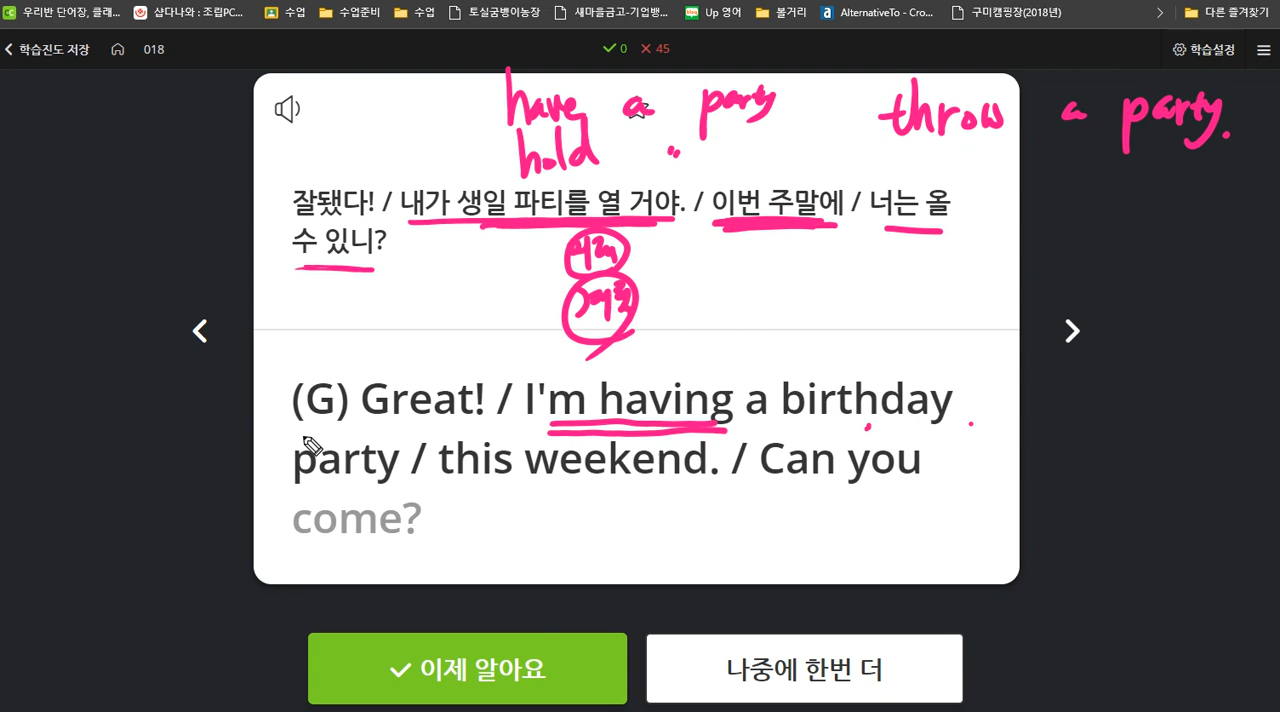 우리반 단어장, 클래... 샵다나와 : 조립PC... 수업 수업준비 수업 토실궁뱅이농장 새마을금고-기업뱅... Up 영어 볼거리 AlternativeTo - Cro... 구미캠핑장(2018년) 다른 즐겨찾기
학습진도 저장 018 0 45 학습설정
have a party throw a party.
hold "
잘됐다! / 내가 생일 파티를 열 거야. / 이번 주말에 / 너는 올
수 있니?
미래
계획
(G) Great! / I'm having a birthday
party / this weekend. / Can you
come?
이제 알아요 나중에 한번 더